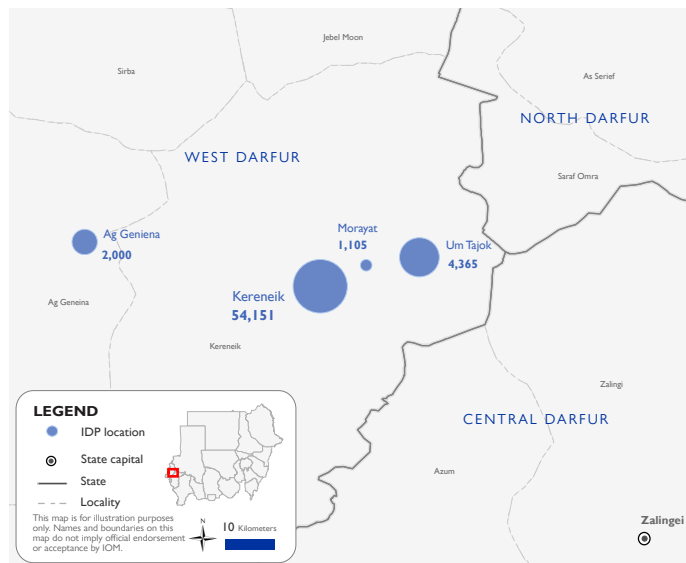 Jebel Moon
Sirba
As Serief
NORTH DARFUR
WEST DARFUR
Saraf Omra
Morayat
1,105
Ag Geniena
2,000
Um Tajok
4,365
Kereneik
54,151
Ag Geneina
Kereneik
Zalingi
CENTRAL DARFUR
Azum
Zalingei
LEGEND
IDP location
State capital
State
Locality
This map is for illustration purposes
only. Names and boundaries on this
map do not imply official endorsement
or acceptance by IOM.
N
10 Kilometers